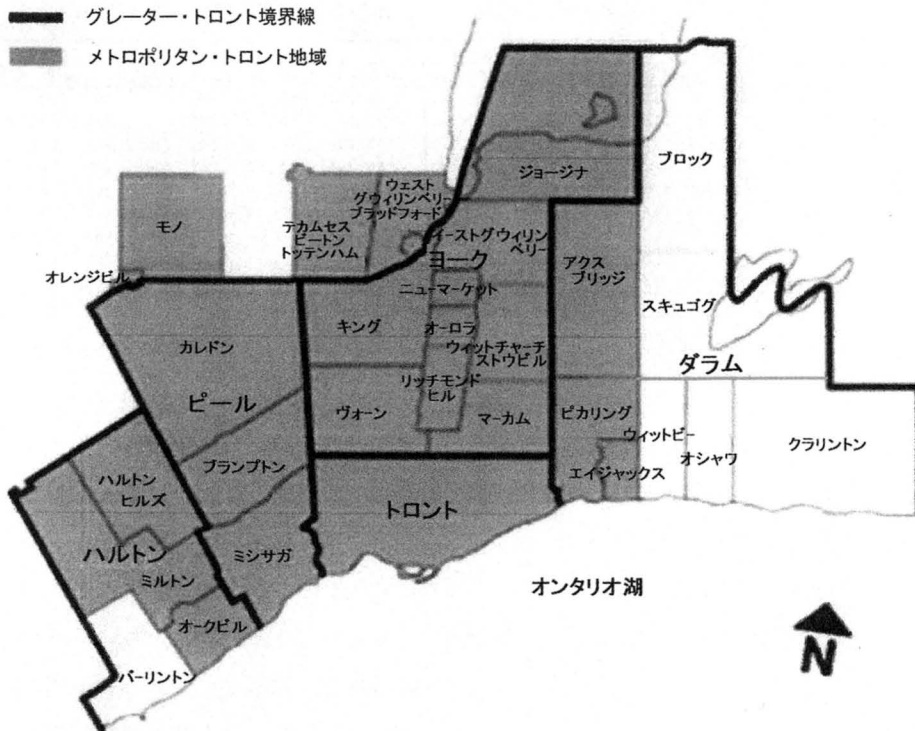 グレーター・トロント境界線
メトロポリタン・トロント地域
ブロック
ジョージナ
ウェスト
グウィリンベリー
ブラッドフォード
モノ
テカムセス
ビートン
トッテンハム
イーストグウィリン
ベリー
ヨーク
アクス
ブリッジ
オレンジビル
ニューマーケット
スキュゴグ
キング
オーロラ
カレドン
ウィットチャーチ
ストウビル
ダラム
リッチモンド
ヒル
ピール
ヴォーン
マーカム
ピカリング
ウィットビー
オシャワ
クラリントン
ブランプトン
エイジャックス
ハルトン
ヒルズ
トロント
ハルトン
ミシサガ
ミルトン
オンタリオ湖
オークビル
バーリントン
N